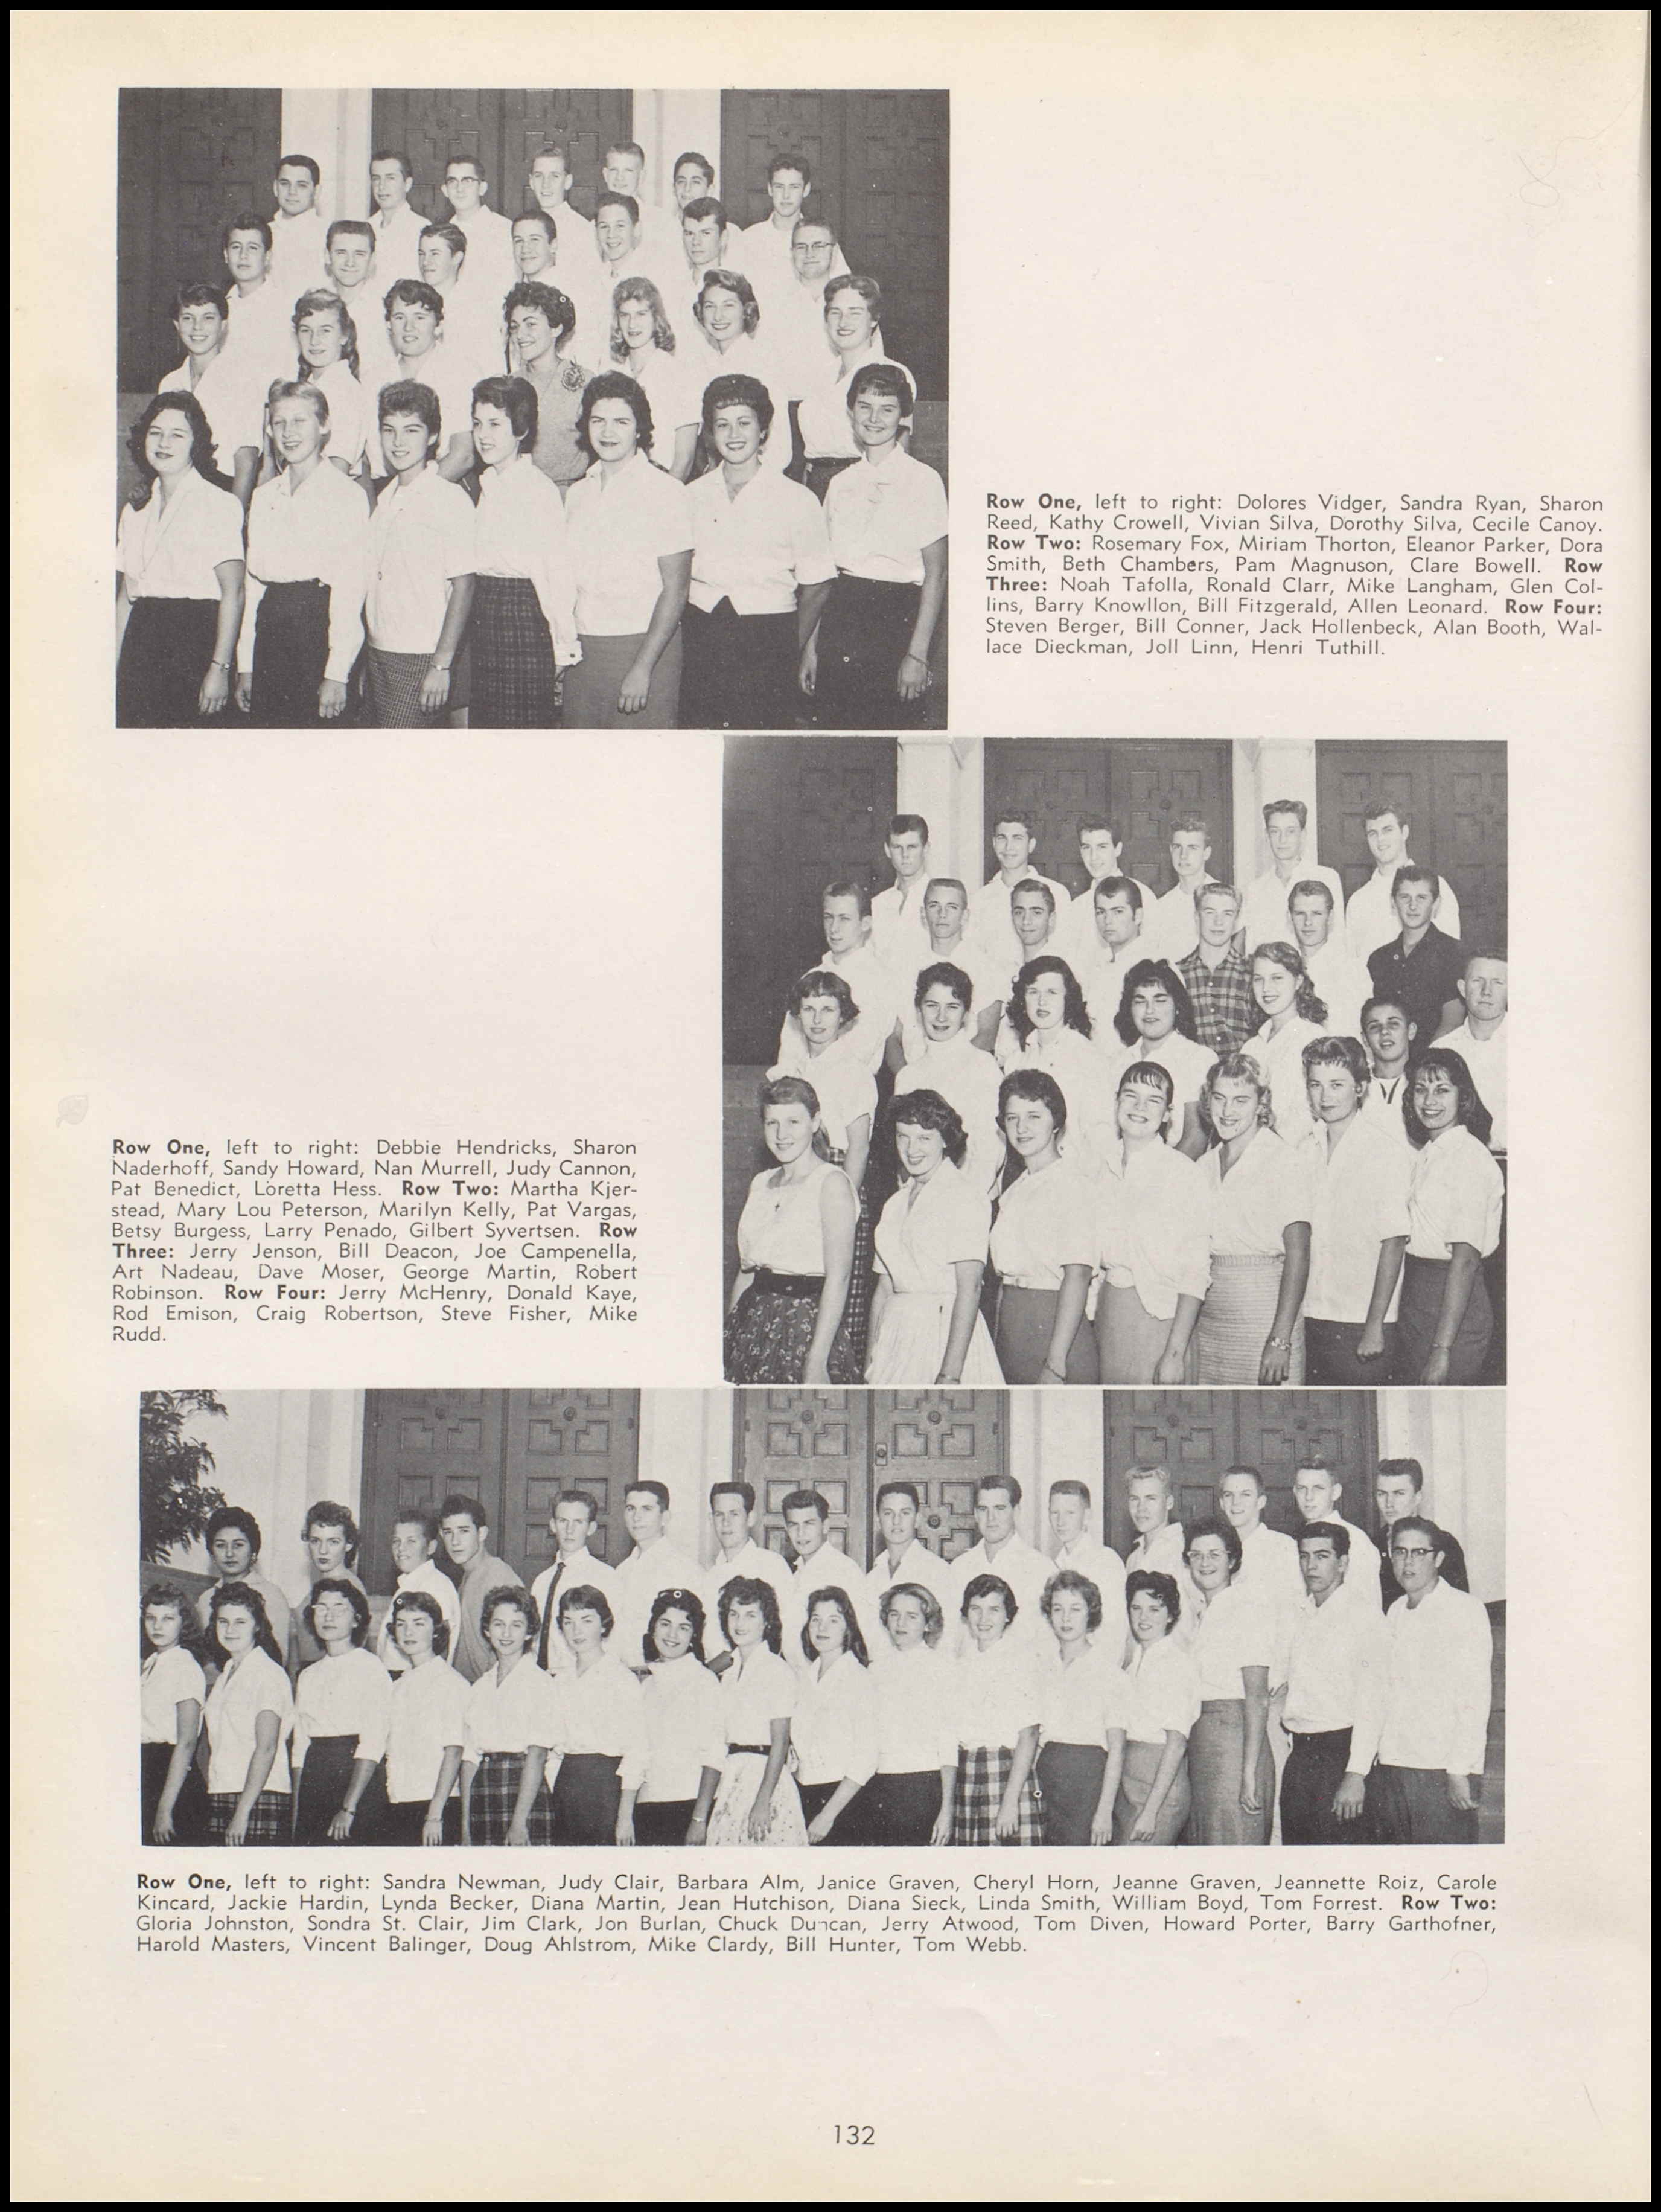 Row One, left to right: Dolores Vidger, Sandra Ryan, Sharon
Reed, Kathy Crowell, Vivian Silva, Dorothy Silva, Cecile Canoy.
Row Two: Rosemary Fox, Miriam Thorton, Eleanor Parker, Dora
Smith, Beth Chambers, Pam Magnuson, Clare Bowell. Row
Three: Noah Tafolla, Ronald Clarr, Mike Langham, Glen Col-
lins, Barry Knowllon, Bill Fitzgerald, Allen Leonard. Row Four:
Steven Berger, Bill Conner, Jack Hollenbeck, Alan Booth, Wal-
lace Dieckman, Joll Linn, Henri Tuthill.
Row One, left to right: Debbie Hendricks, Sharon
Naderhoff, Sandy Howard, Nan Murrell, Judy Cannon,
Pat Benedict, Loretta Hess. Row Two: Martha Kjer-
stead, Mary Lou Peterson, Marilyn Kelly, Pat Vargas,
Betsy Burgess, Larry Penado, Gilbert Syvertsen. Row
Three: Jerry Jenson, Bill Deacon, Joe Campenella,
Art Nadeau, Dave Moser, George Martin, Robert
Robinson. Row Four: Jerry McHenry, Donald Kaye,
Rod Emison, Craig Robertson, Steve Fisher, Mike
Rudd.
Row One, left to right: Sandra Newman, Judy Clair, Barbara Alm, Janice Graven, Cheryl Horn, Jeanne Graven, Jeannette Roiz, Carole
Kincard, Jackie Hardin, Lynda Becker, Diana Martin, Jean Hutchison, Diana Sieck, Linda Smith, William Boyd, Tom Forrest. Row Two:
Gloria Johnston, Sondra St. Clair, Jim Clark, Jon Burlan, Chuck Duncan, Jerry Atwood, Tom Diven, Howard Porter, Barry Garthofner,
Harold Masters, Vincent Balinger, Doug Ahlstrom, Mike Clardy, Bill Hunter, Tom Webb.
132